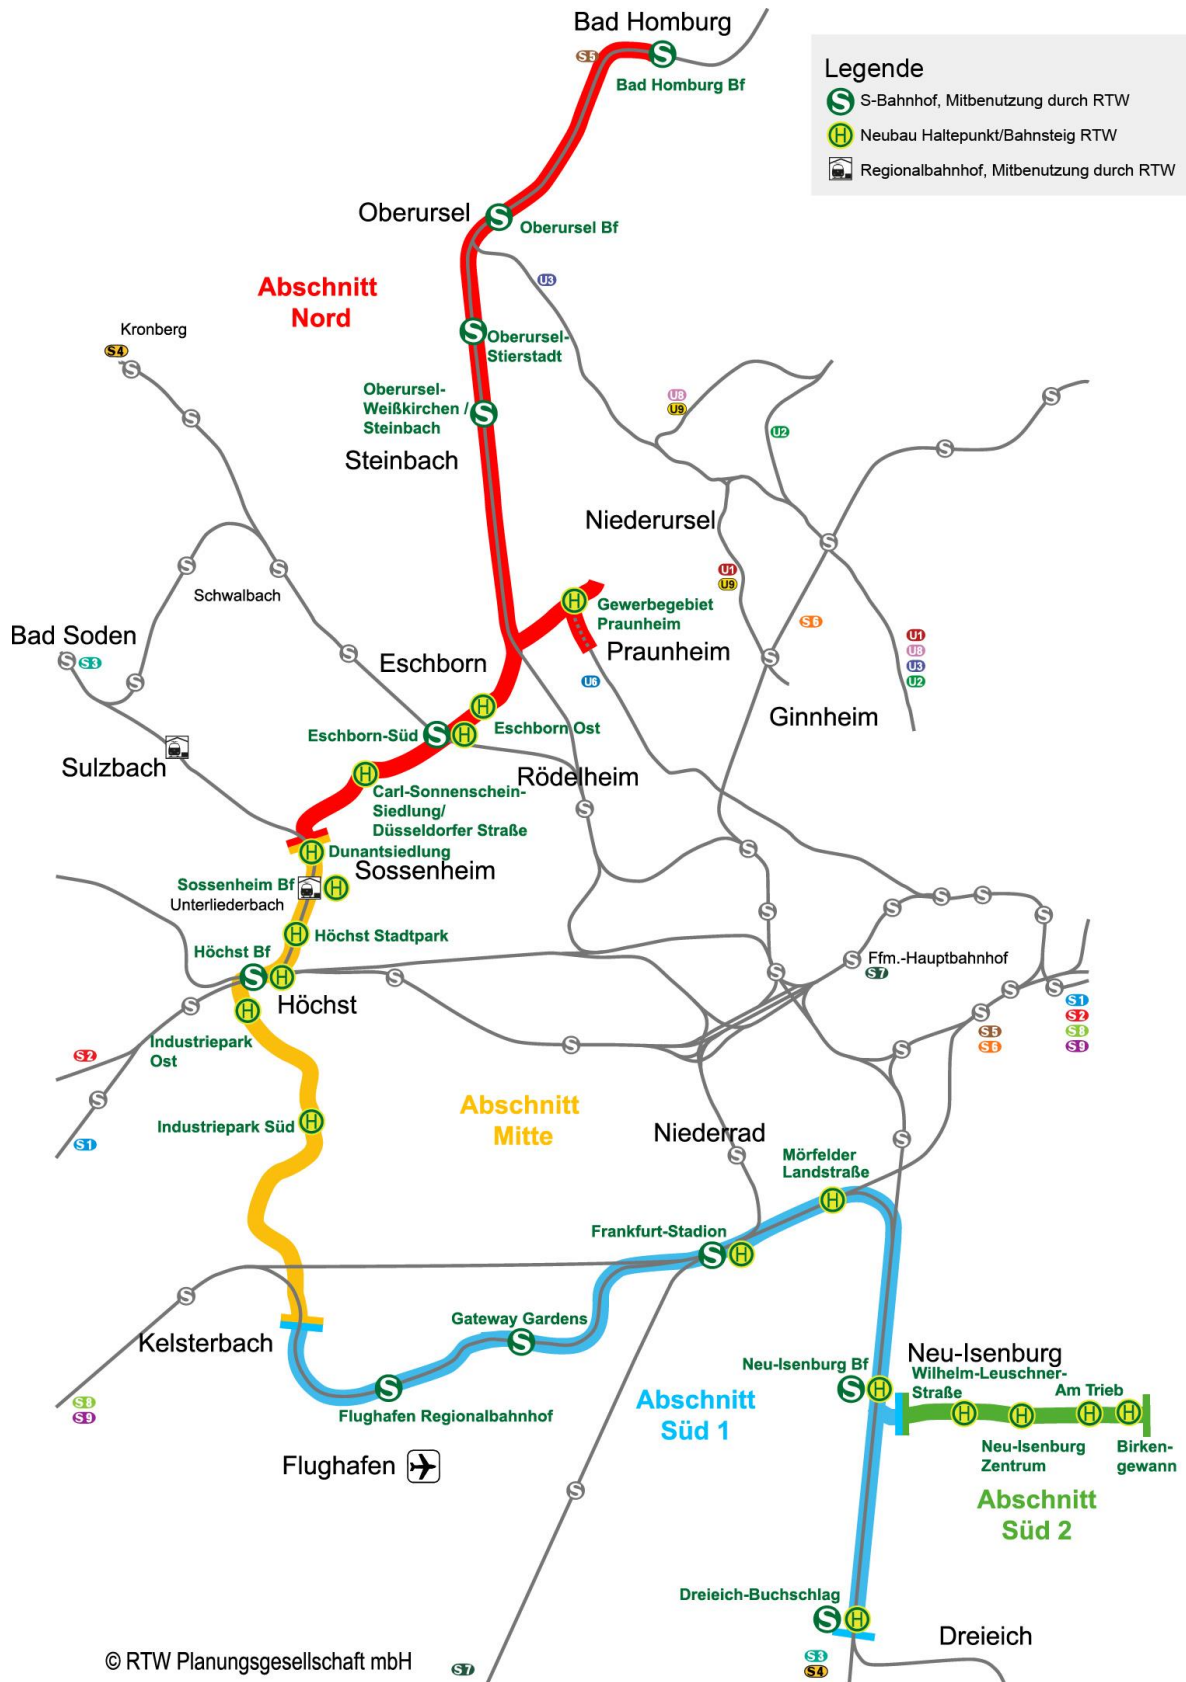 Bad Homburg
S5
S
Bad Homburg Bf
Legende
S S-Bahnhof, Mitbenutzung durch RTW
H Neubau Haltepunkt/Bahnsteig RTW
Regionalbahnhof, Mitbenutzung durch RTW
Oberursel
S
Oberursel Bf
U3
Abschnitt
Nord
Kronberg
S4
S
S
S
Oberursel-
Stierstadt
Oberursel-
Weißkirchen /
Steinbach
S
Steinbach
U8
U9
U2
S
S
S
Niederursel
U1
U9
S6
S
U1
U8
U3
U2
Ginnheim
S
S
Schwalbach
Bad Soden
S
S3
S
S
H
Gewerbegebiet
Praunheim
Praunheim
U6
Eschborn
H
Eschborn Ost
Eschborn-Süd
S
H
Sulzbach
Rödelheim
S
H
Carl-Sonnenschein-
Siedlung/
Düsseldorfer Straße
H
Dunantsiedlung
Sossenheim
Sossenheim Bf
H
Unterliederbach
H
Höchst Stadtpark
Höchst Bf
S
H
Höchst
S
S
S
S
S
S
S
S
S
S
Ffm.-Hauptbahnhof
S7
S
S
S
S
S1
S2
S8
S9
S5
S6
S
H
Industriepark
Ost
S
S2
S
S1
Industriepark Süd
H
Abschnitt
Mitte
Niederrad
S
S
Mörfelder
Landstraße
H
Frankfurt-Stadion
S
H
S
Kelsterbach
S8
S9
Gateway Gardens
S
S
Flughafen Regionalbahnhof
Flughafen
Abschnitt
Süd 1
Neu-Isenburg Bf
S
H
Neu-Isenburg
Wilhelm-Leuschner-
Straße
Am Trieb
H
H
H
H
Neu-Isenburg
Zentrum
Birken-
gewann
Abschnitt
Süd 2
S
Dreieich-Buchschlag
S
H
Dreieich
S3
S4
S7
© RTW Planungsgesellschaft mbH